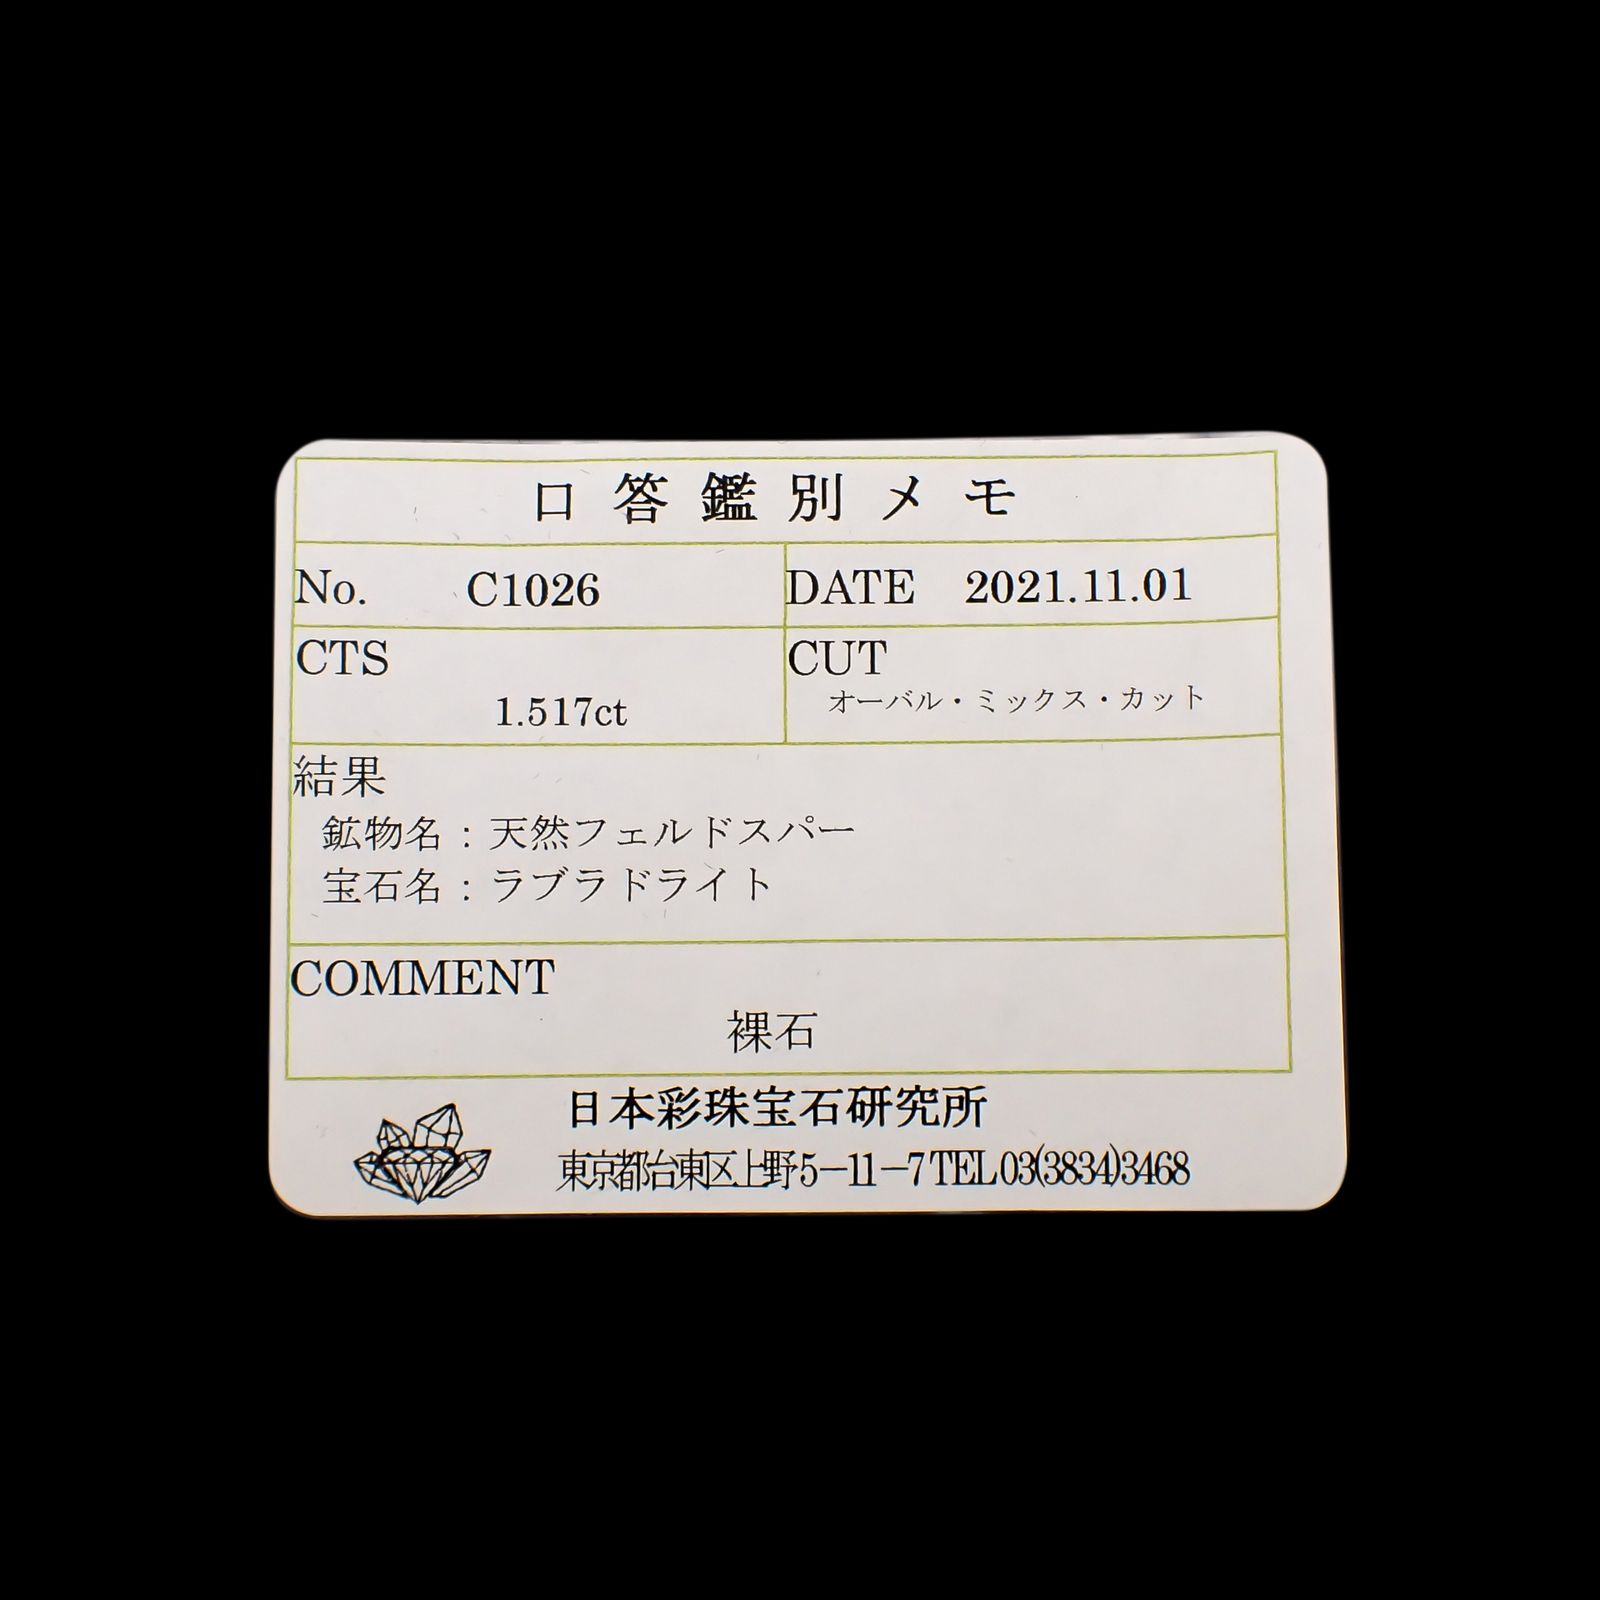 口答鑑別メモ
No. C1026 DATE 2021.11.01
CTS CUT
1.517ct オーバル・ミックス・カット
結果
鉱物名：天然フェルドスパー
宝石名：ラブラドライト
COMMENT
裸石
日本彩珠宝石研究所
東京都台東区上野5－11－7 TEL 03(3834)3468